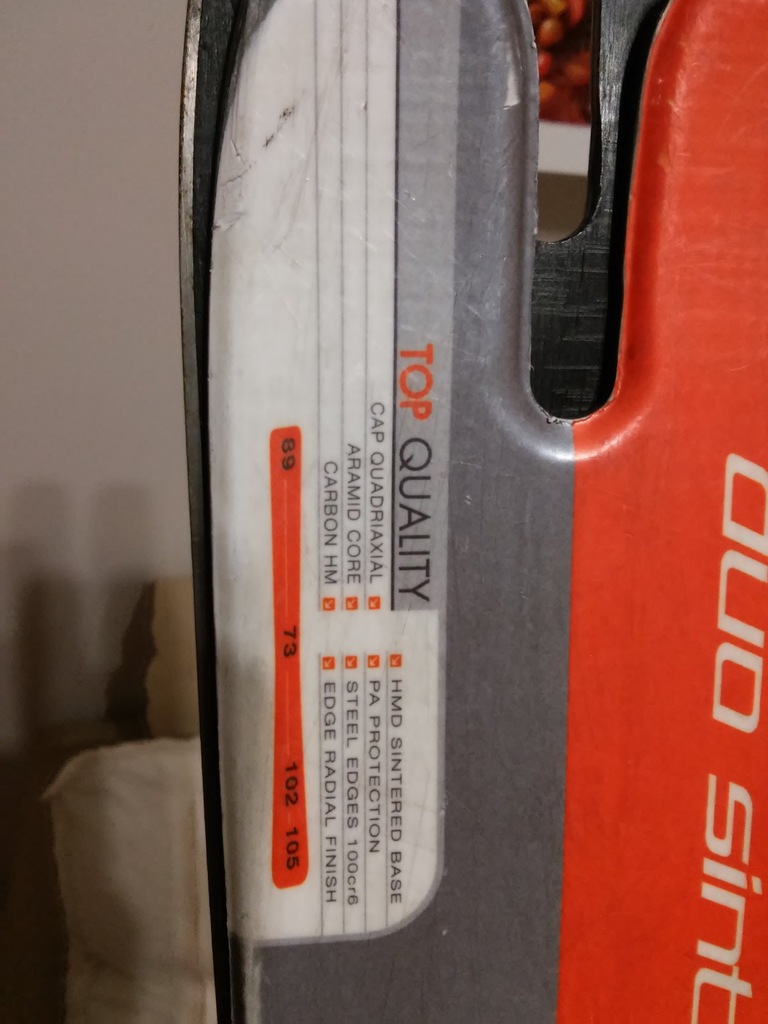 TOP QUALITY
CAP QUADRIAXIAL
ARAMID CORE
CARBON HM
HMD SINTERED BASE
PA PROTECTION
STEEL EDGES 100cr6
EDGE RADIAL FINISH
89 73 102 105
duo sint